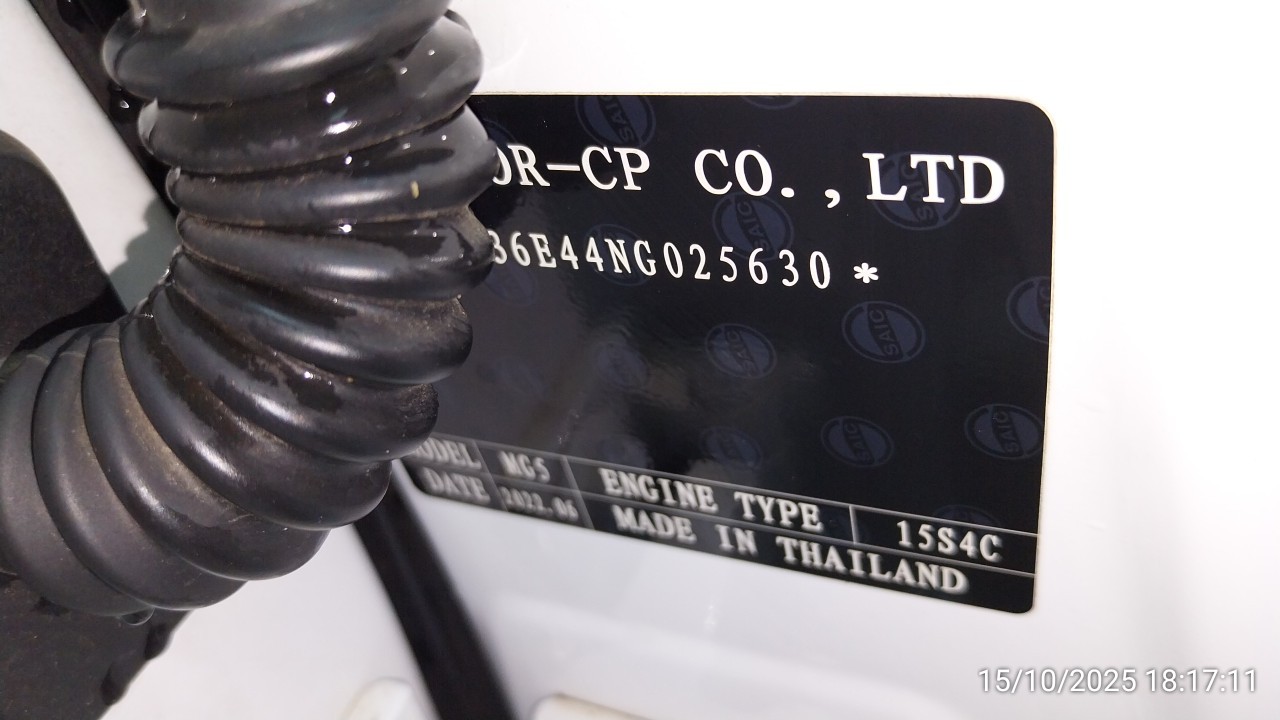 OR-CP CO.,LTD
36E44NG025630*
MODEL MG5 ENGINE TYPE 15S4C
DATE 2022.06 MADE IN THAILAND
SAIC
15/10/2025 18:17:11